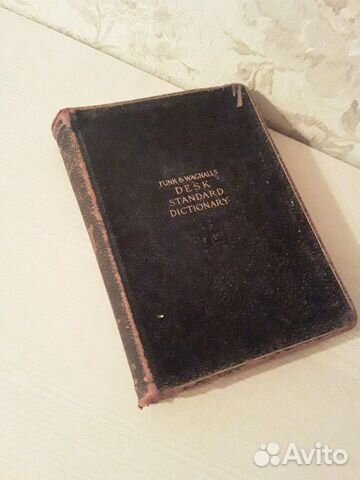 FUNK & WAGNALLS
DESK
STANDARD
DICTIONARY
Avito